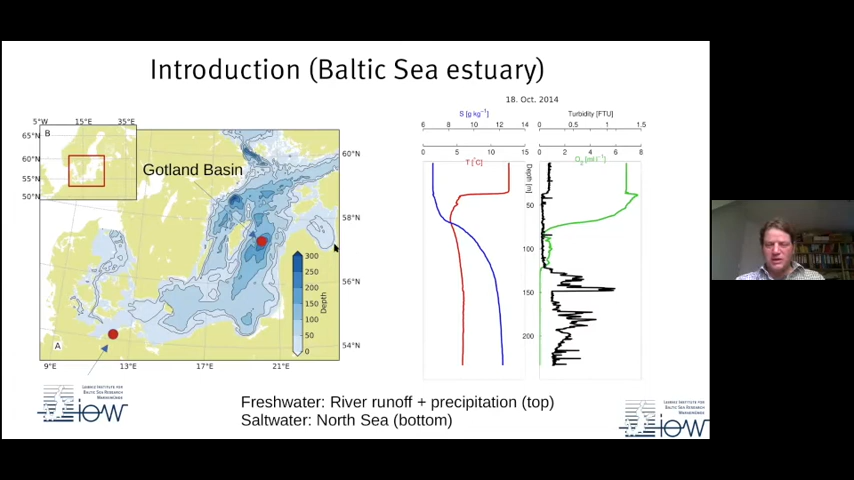 Introduction (Baltic Sea estuary)
18. Oct. 2014
S [g kg⁻¹]
Turbidity [FTU]
6 8 10 12 14
0 0.5 1 1.5
0 5 10 15
0 2 4 6 8
T [°C]
O₂ [ml l⁻¹]
Depth [m]
50
100
150
200
5°W 15°E 35°E
65°N
60°N
55°N
50°N
B
Gotland Basin
60°N
58°N
56°N
54°N
300
250
200
150
100
50
0
Depth
A
9°E 13°E 17°E 21°E
LEIBNIZ INSTITUTE FOR
BALTIC SEA RESEARCH
WARNEMÜNDE
iow
Freshwater: River runoff + precipitation (top)
Saltwater: North Sea (bottom)
LEIBNIZ INSTITUTE FOR
BALTIC SEA RESEARCH
WARNEMÜNDE
iow